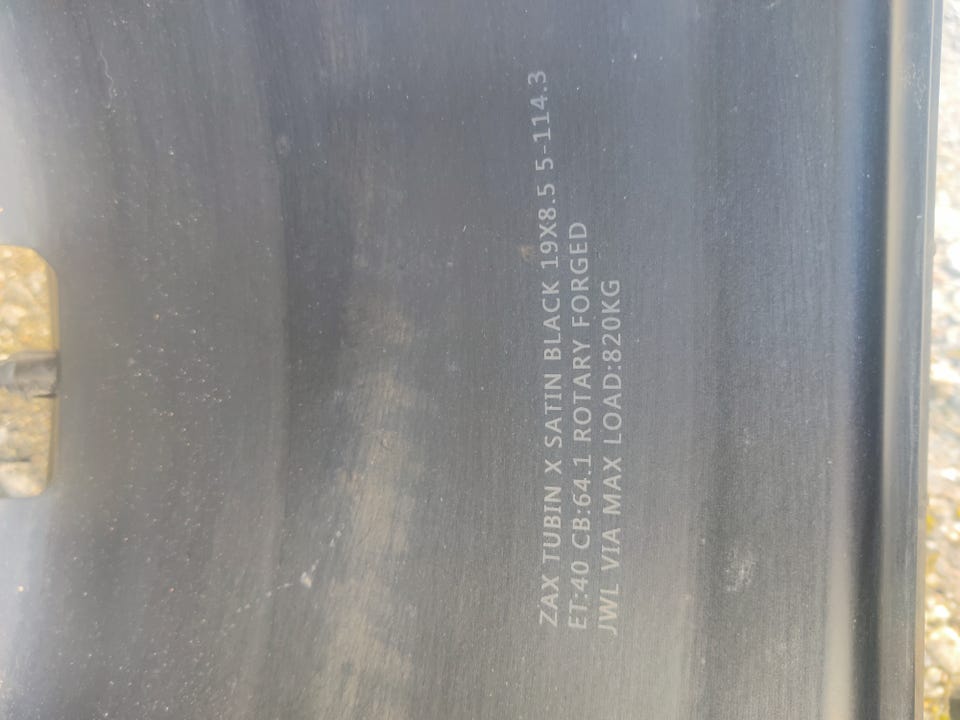 ZAX TUBIN X SATIN BLACK 19X8.5 5-114.3
ET:40 CB:64.1 ROTARY FORGED
JWL VIA MAX LOAD:820KG